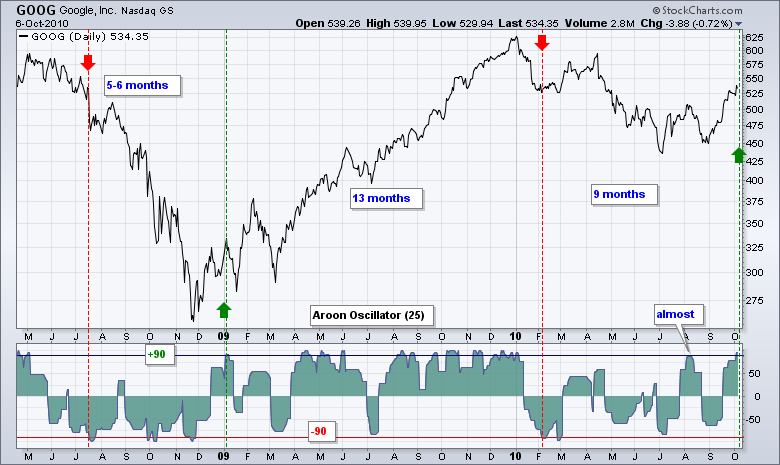 GOOG Google, Inc. Nasdaq GS © StockCharts.com
6-Oct-2010 Open 539.26 High 539.95 Low 529.94 Last 534.35 Volume 2.8M Chg -3.88 (-0.72%)
GOOG (Daily) 534.35
5-6 months
13 months
9 months
625
600
575
550
525
500
475
450
425
400
375
350
325
300
275
Aroon Oscillator (25)
almost
M J J A S O N D 09 F M A M J J A S O N D 10 F M A M J J A S O
+90
-90
50
0
-50
M J J A S O N D 09 F M A M J J A S O N D 10 F M A M J J A S O